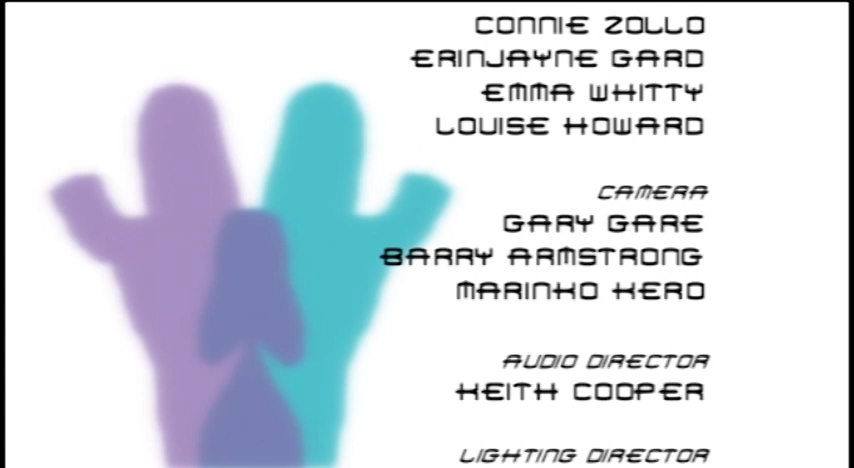 CONNIE ZOLLO
ERINJAYNE GARD
EMMA WHITTY
LOUISE HOWARD
CAMERA
GARY GARE
BARRY ARMSTRONG
MARINKO KERO
AUDIO DIRECTOR
KEITH COOPER
LIGHTING DIRECTOR